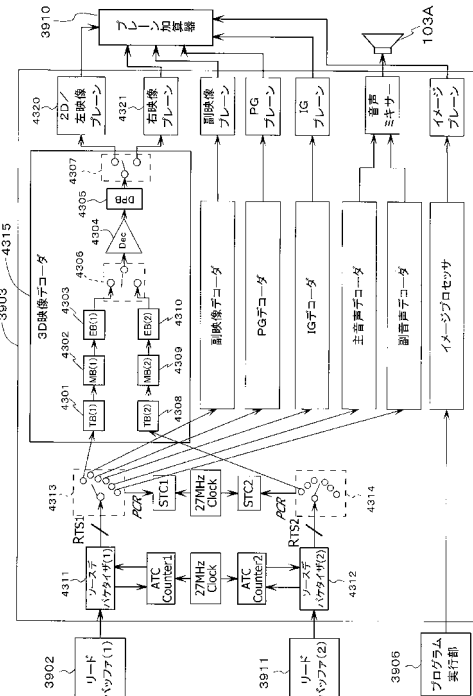 3903
4315
3D映像デコーダ
3902
リード
バッファ(1)
3911
リード
バッファ(2)
3906
プログラム
実行部
4311
ソースデ
パケタイザ(1)
ATC
Counter1
27MHz
Clock
ATC
Counter2
ソースデ
パケタイザ(2)
4312
RTS1
RTS2
4313
PCR
STC1
27MHz
Clock
STC2
PCR
4314
4301
TB(1)
4302
MB(1)
4303
EB(1)
TB(2)
4308
MB(2)
4309
EB(2)
4310
4306
4304
Dec
4305
DPB
4307
4320
2D/
左映像
プレーン
4321
右映像
プレーン
副映像デコーダ
副映像
プレーン
PGデコーダ
PG
プレーン
IGデコーダ
IG
プレーン
主音声デコーダ
副音声デコーダ
音声
ミキサー
イメージプロセッサ
イメージ
プレーン
3910
プレーン加算器
103A